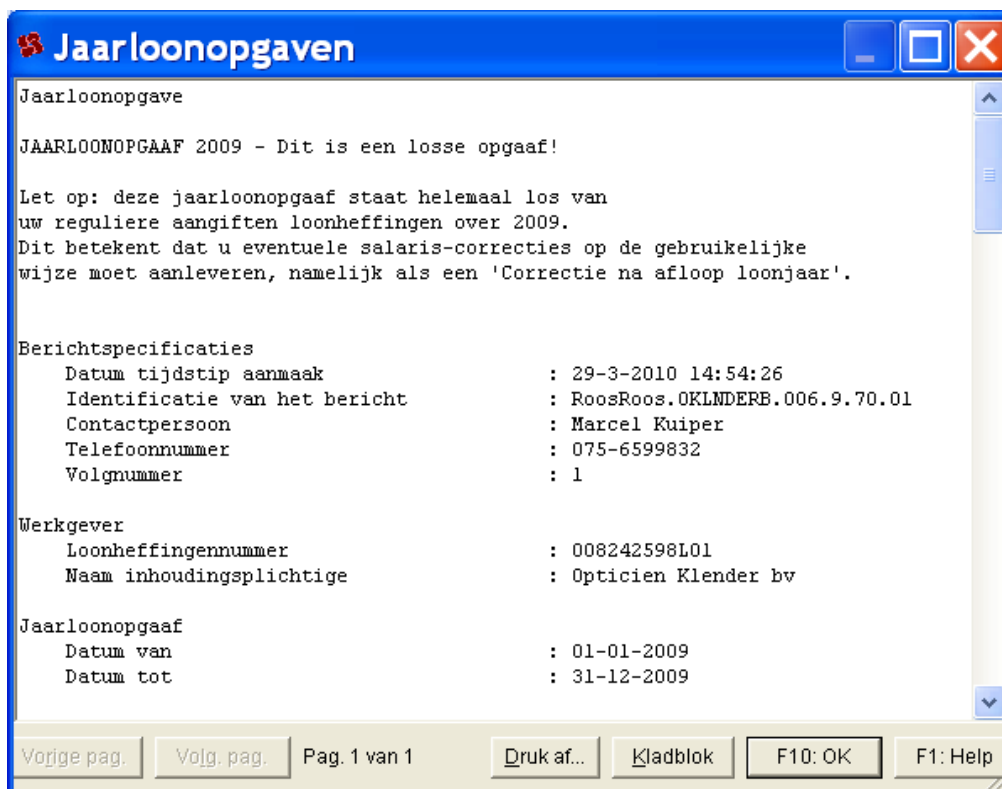 Jaarloonopgaven
Jaarloonopgave
JAARLOONOPGAAF 2009 - Dit is een losse opgaaf!
Let op: deze jaarloonopgaaf staat helemaal los van
uw reguliere aangiften loonheffingen over 2009.
Dit betekent dat u eventuele salaris-correcties op de gebruikelijke
wijze moet aanleveren, namelijk als een 'Correctie na afloop loonjaar'.
Berichtspecificaties
Datum tijdstip aanmaak : 29-3-2010 14:54:26
Identificatie van het bericht : RoosRoos.0KLNDERB.006.9.70.01
Contactpersoon : Marcel Kuiper
Telefoonnummer : 075-6599832
Volgnummer : 1
Werkgever
Loonheffingennummer : 008242598L01
Naam inhoudingsplichtige : Opticien Klender bv
Jaarloonopgaaf
Datum van : 01-01-2009
Datum tot : 31-12-2009
Vorige pag. Volg. pag. Pag. 1 van 1 Druk af... Kladblok F10: OK F1: Help